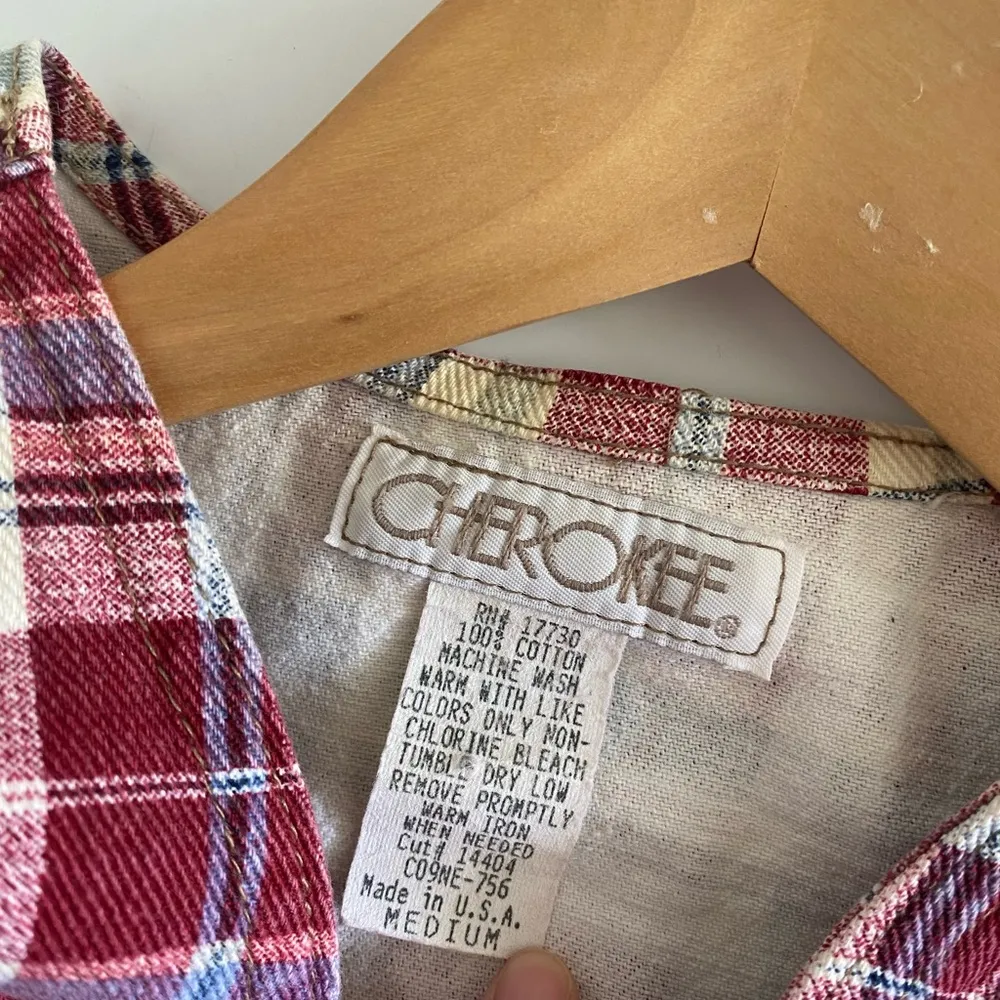 CHEROKEE®
RN# 17730
100% COTTON
MACHINE WASH
WARM WITH LIKE
COLORS ONLY NON-
CHLORINE BLEACH
TUMBLE DRY LOW
REMOVE PROMPTLY
WARM IRON
WHEN NEEDED
Cut# 14404
CO9NE-756
Made in U.S.A.
MEDIUM